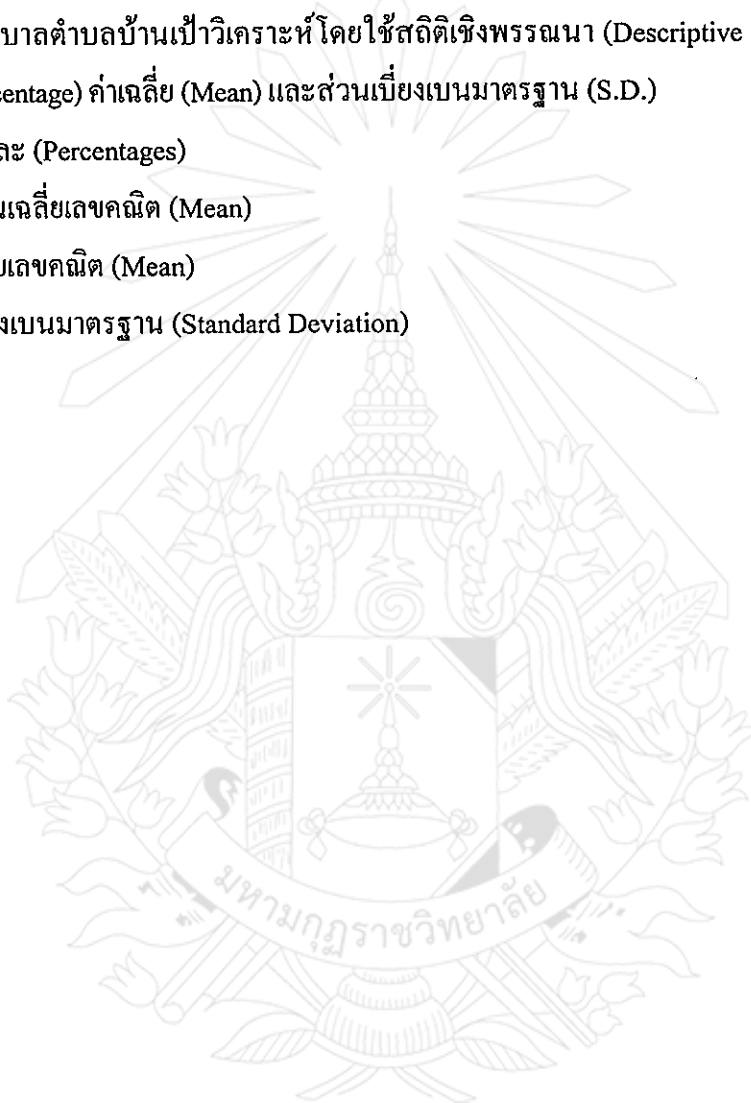 บาลตำบลบ้านเป้าวิเคราะห์โดยใช้สถิติเชิงพรรณนา (Descriptive
centage) ค่าเฉลี่ย (Mean) และส่วนเบี่ยงเบนมาตรฐาน (S.D.)
ละ (Percentages)
นเฉลี่ยเลขคณิต (Mean)
ยเลขคณิต (Mean)
งเบนมาตรฐาน (Standard Deviation)
มหามกุฏราชวิทยาลัย